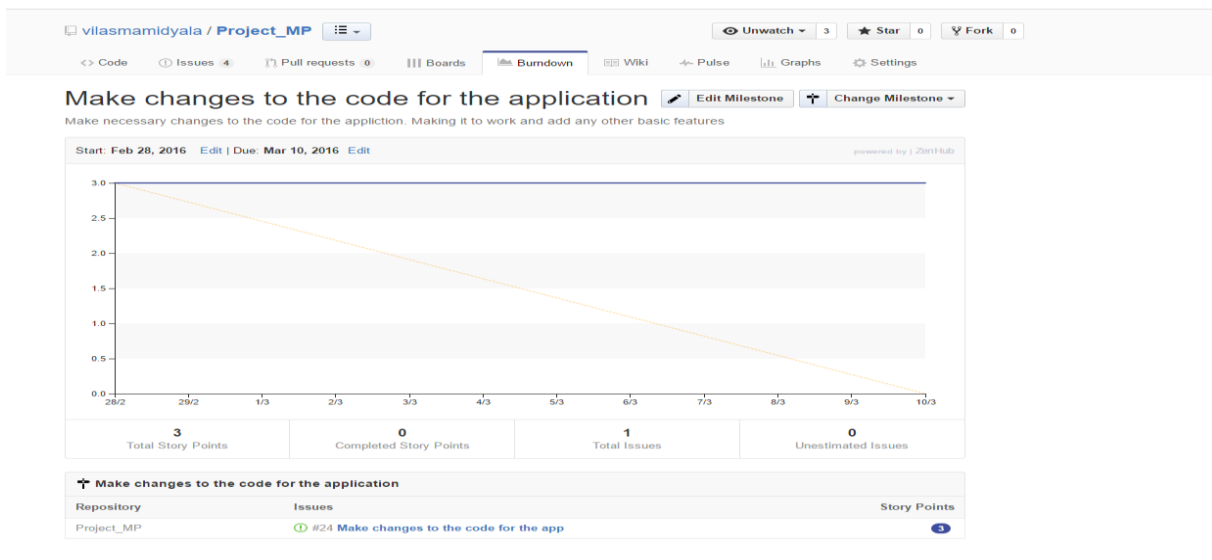 vilasmamidyala / Project_MP
Unwatch 3 Star 0 Fork 0
Code Issues 4 Pull requests 0 Boards Burndown Wiki Pulse Graphs Settings
Make changes to the code for the application Edit Milestone Change Milestone
Make necessary changes to the code for the appliction. Making it to work and add any other basic features
Start: Feb 28, 2016 Edit | Due: Mar 10, 2016 Edit powered by | ZenHub
3.0
2.5
2.0
1.5
1.0
0.5
0.0
28/2 29/2 1/3 2/3 3/3 4/3 5/3 6/3 7/3 8/3 9/3 10/3
3 0 1 0
Total Story Points Completed Story Points Total Issues Unestimated Issues
Make changes to the code for the application
Repository Issues Story Points
Project_MP #24 Make changes to the code for the app 3